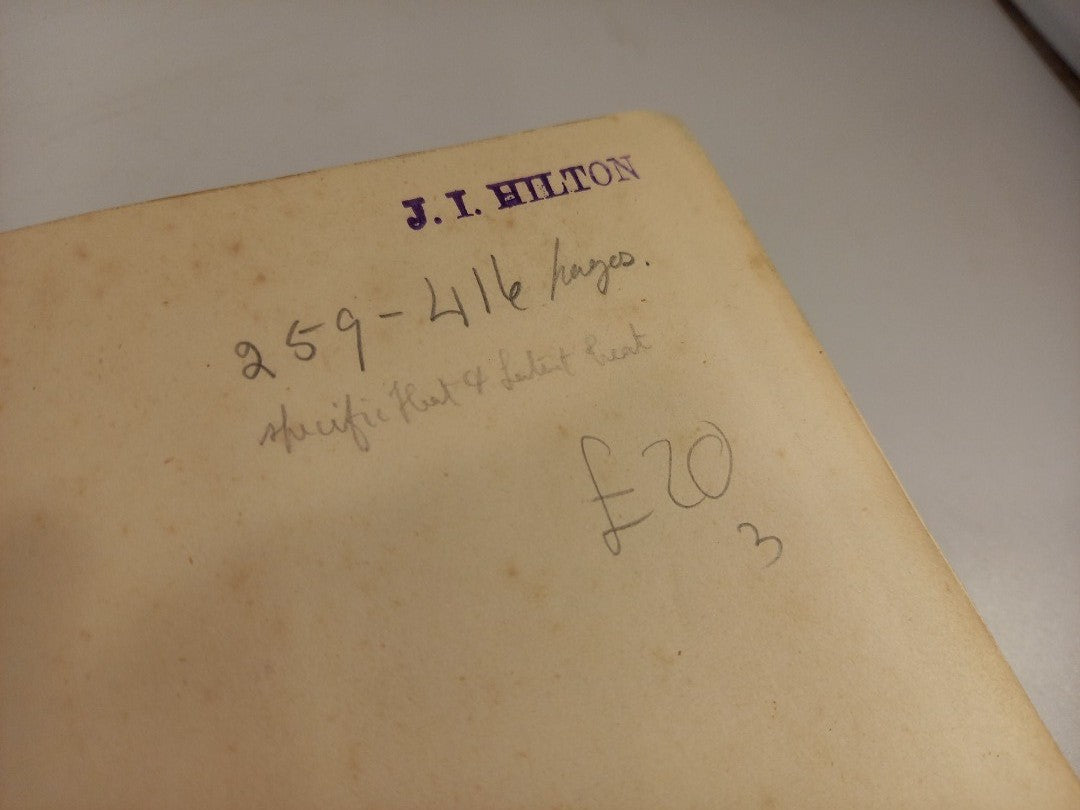 J. I. HILTON
259-416 pages.
specific Heat & Latent heat
£20
3